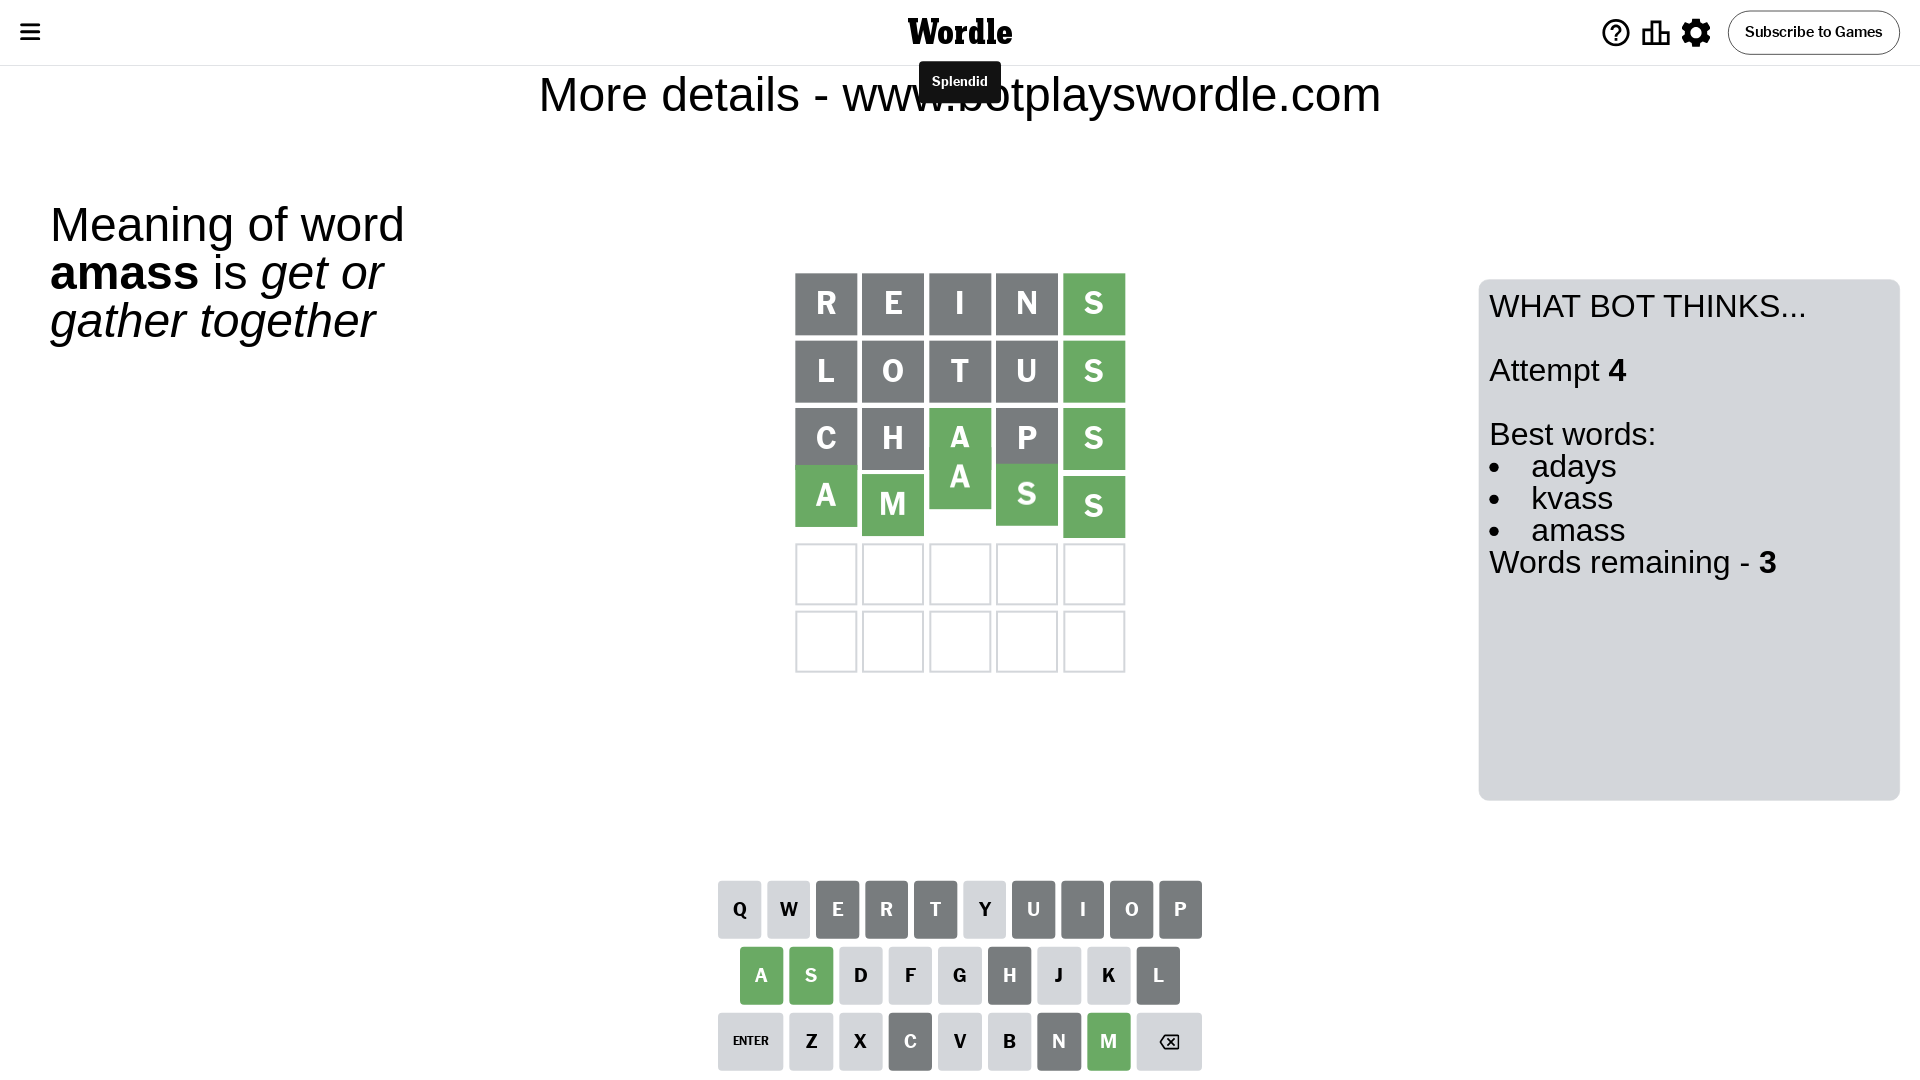 Wordle
Subscribe to Games
Splendid
More details - www.botplayswordle.com
Meaning of word
amass is get or
gather together
R E I N S
L O T U S
C H A P S
A M A S S
WHAT BOT THINKS...
Attempt 4
Best words:
• adays
• kvass
• amass
Words remaining - 3
Q W E R T Y U I O P
A S D F G H J K L
ENTER Z X C V B N M